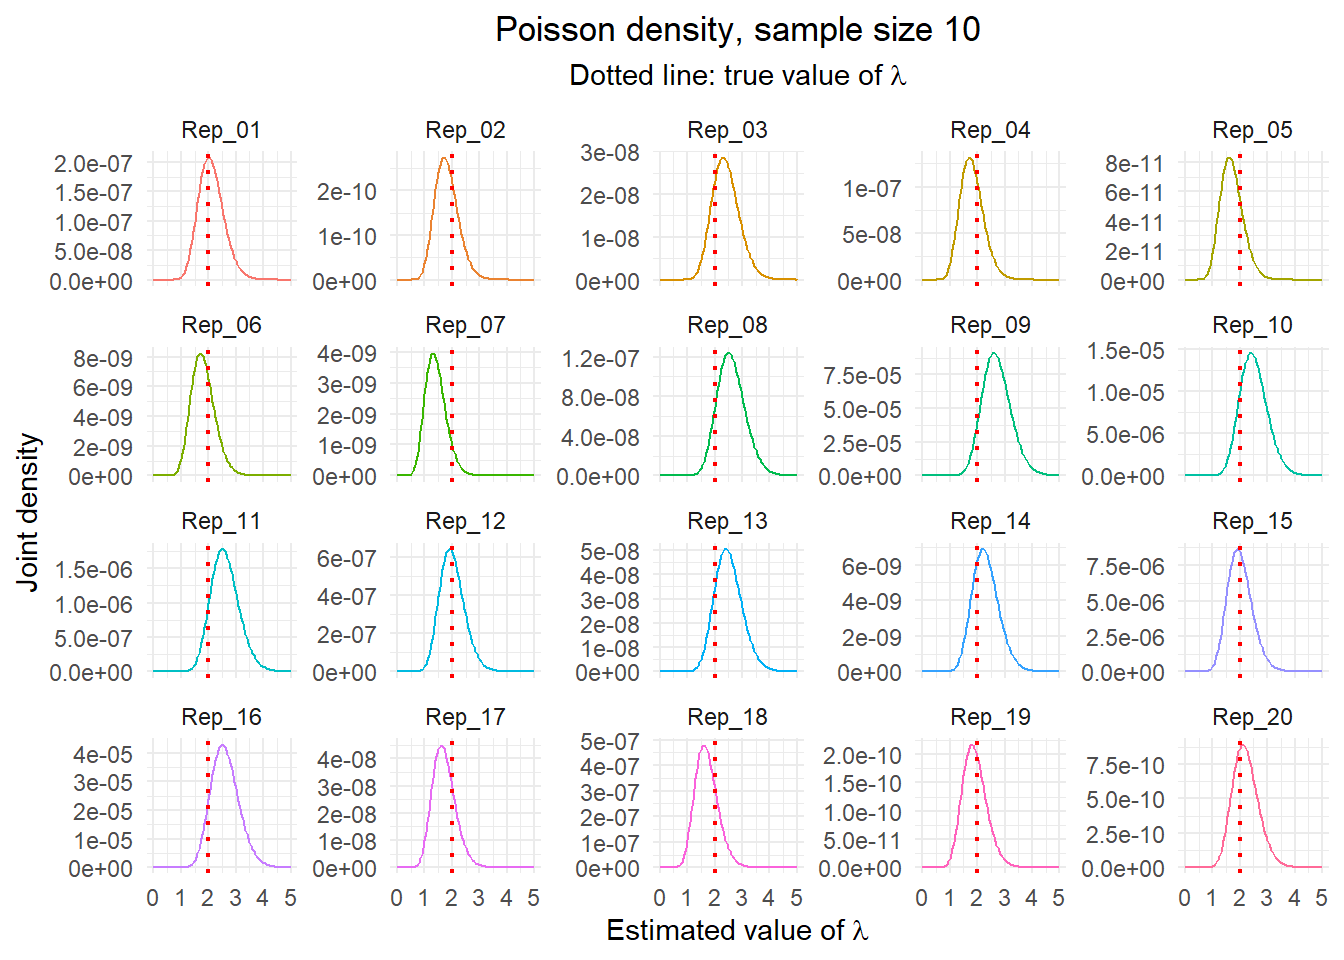 Poisson density, sample size 10
Dotted line: true value of λ
Rep_01 Rep_02 Rep_03 Rep_04 Rep_05
2.0e-07 1.5e-07 1.0e-07 5.0e-08 0.0e+00
2e-10 1e-10 0e+00
3e-08 2e-08 1e-08 0e+00
1e-07 5e-08 0e+00
8e-11 6e-11 4e-11 2e-11 0e+00
Rep_06 Rep_07 Rep_08 Rep_09 Rep_10
8e-09 6e-09 4e-09 2e-09 0e+00
4e-09 3e-09 2e-09 1e-09 0e+00
1.2e-07 8.0e-08 4.0e-08 0.0e+00
7.5e-05 5.0e-05 2.5e-05 0.0e+00
1.5e-05 1.0e-05 5.0e-06 0.0e+00
Joint density
Rep_11 Rep_12 Rep_13 Rep_14 Rep_15
1.5e-06 1.0e-06 5.0e-07 0.0e+00
6e-07 4e-07 2e-07 0e+00
5e-08 4e-08 3e-08 2e-08 1e-08 0e+00
6e-09 4e-09 2e-09 0e+00
7.5e-06 5.0e-06 2.5e-06 0.0e+00
Rep_16 Rep_17 Rep_18 Rep_19 Rep_20
4e-05 3e-05 2e-05 1e-05 0e+00
4e-08 3e-08 2e-08 1e-08 0e+00
5e-07 4e-07 3e-07 2e-07 1e-07 0e+00
2.0e-10 1.5e-10 1.0e-10 5.0e-11 0.0e+00
7.5e-10 5.0e-10 2.5e-10 0.0e+00
0 1 2 3 4 5 0 1 2 3 4 5 0 1 2 3 4 5 0 1 2 3 4 5 0 1 2 3 4 5
Estimated value of λ